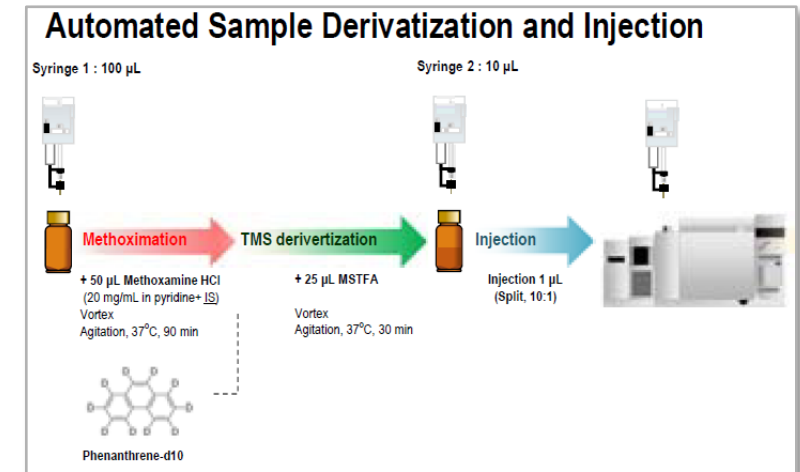 Automated Sample Derivatization and Injection
Syringe 1 : 100 µL
Syringe 2 : 10 µL
Methoximation
TMS derivertization
Injection
+ 50 µL Methoxamine HCl
(20 mg/mL in pyridine+ IS)
Vortex
Agitation, 37°C, 90 min
+ 25 µL MSTFA
Vortex
Agitation, 37°C, 30 min
Injection 1 µL
(Split, 10:1)
D D
D D
D D
D D D D
Phenanthrene-d10